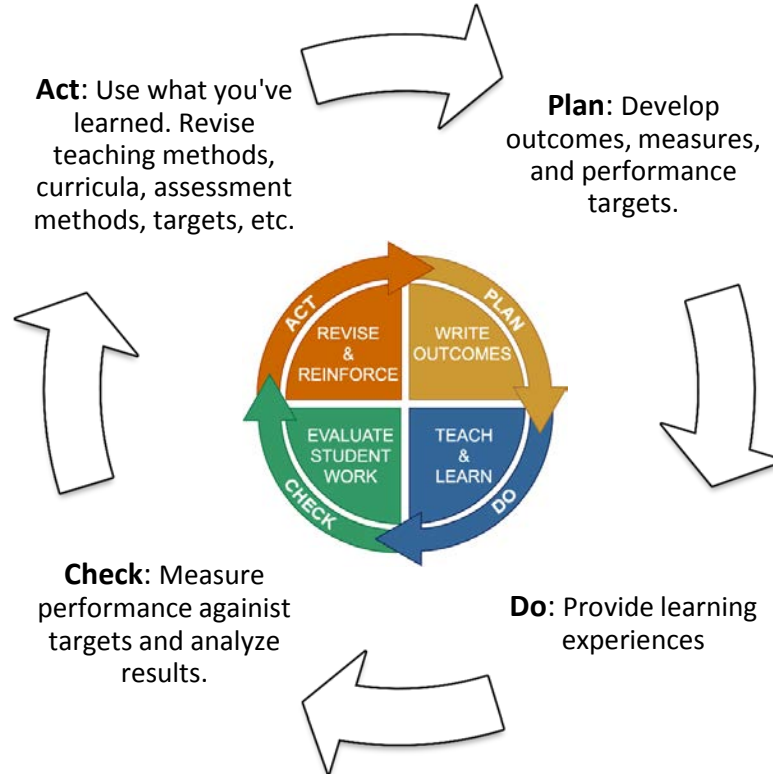 Act: Use what you've
learned. Revise
teaching methods,
curricula, assessment
methods, targets, etc.
Plan: Develop
outcomes, measures,
and performance
targets.
ACT
REVISE
&
REINFORCE
PLAN
WRITE
OUTCOMES
EVALUATE
STUDENT
WORK
CHECK
TEACH
&
LEARN
DO
Check: Measure
performance againist
targets and analyze
results.
Do: Provide learning
experiences